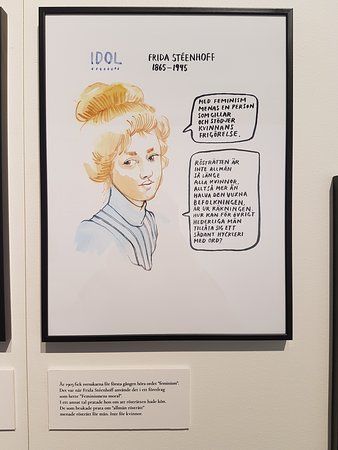 IDOL
FRIDA STÉENHOFF
1865-1945
MED FEMINISM
MENAS EN PERSON
SOM GILLAR
OCH STÖDJER
KVINNANS
FRIGÖRELSE.
RÖSTRÄTTEN ÄR
INTE ALLMÄN
SÅ LÄNGE
ALLA KVINNOR,
ALLTSÅ MER ÄN
HALVA DEN VUXNA
BEFOLKNINGEN,
ÄR UR RÄKNINGEN.
HUR KAN FÖR ÖVRIGT
HEDERLIGA MÄN
TILLÅTA SIG ETT
SÅDANT HYCKLERI
MED ORD?
År 1903 fick svenskarna för första gången höra ordet "feminism".
Det var när Frida Stéenhoff använde det i ett föredrag
som hette "Feminismens moral".
I ett annat tal pratade hon om att rösträtten hade kön.
De som brukade prata om "allmän rösträtt"
menade rösträtt för män. Inte för kvinnor.